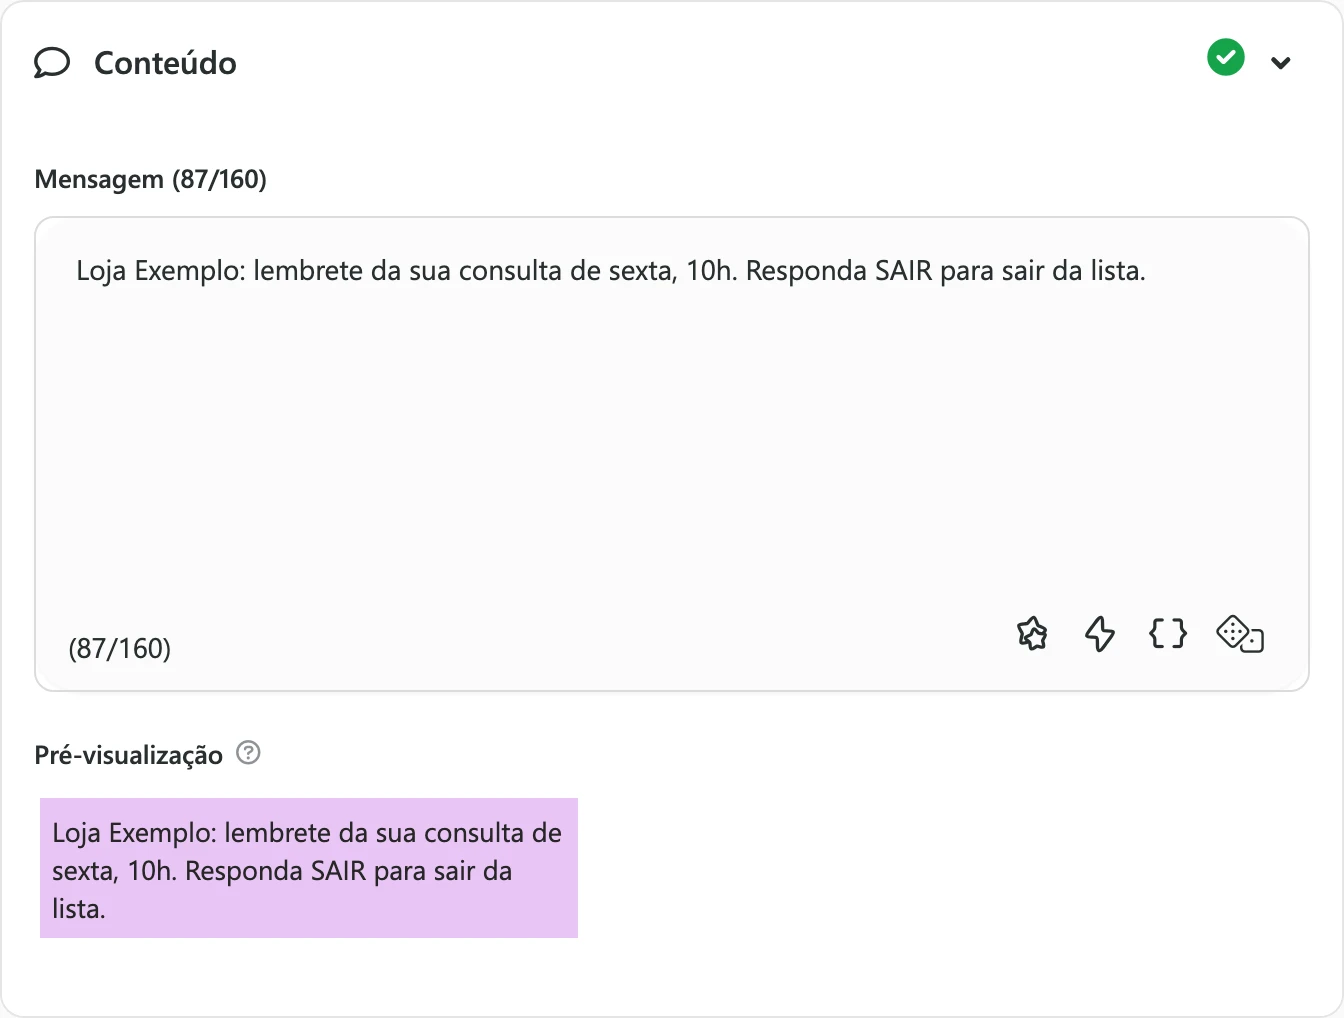 Conteúdo
Mensagem (87/160)
Loja Exemplo: lembrete da sua consulta de sexta, 10h. Responda SAIR para sair da lista.
(87/160)
Pré-visualização
Loja Exemplo: lembrete da sua consulta de
sexta, 10h. Responda SAIR para sair da
lista.